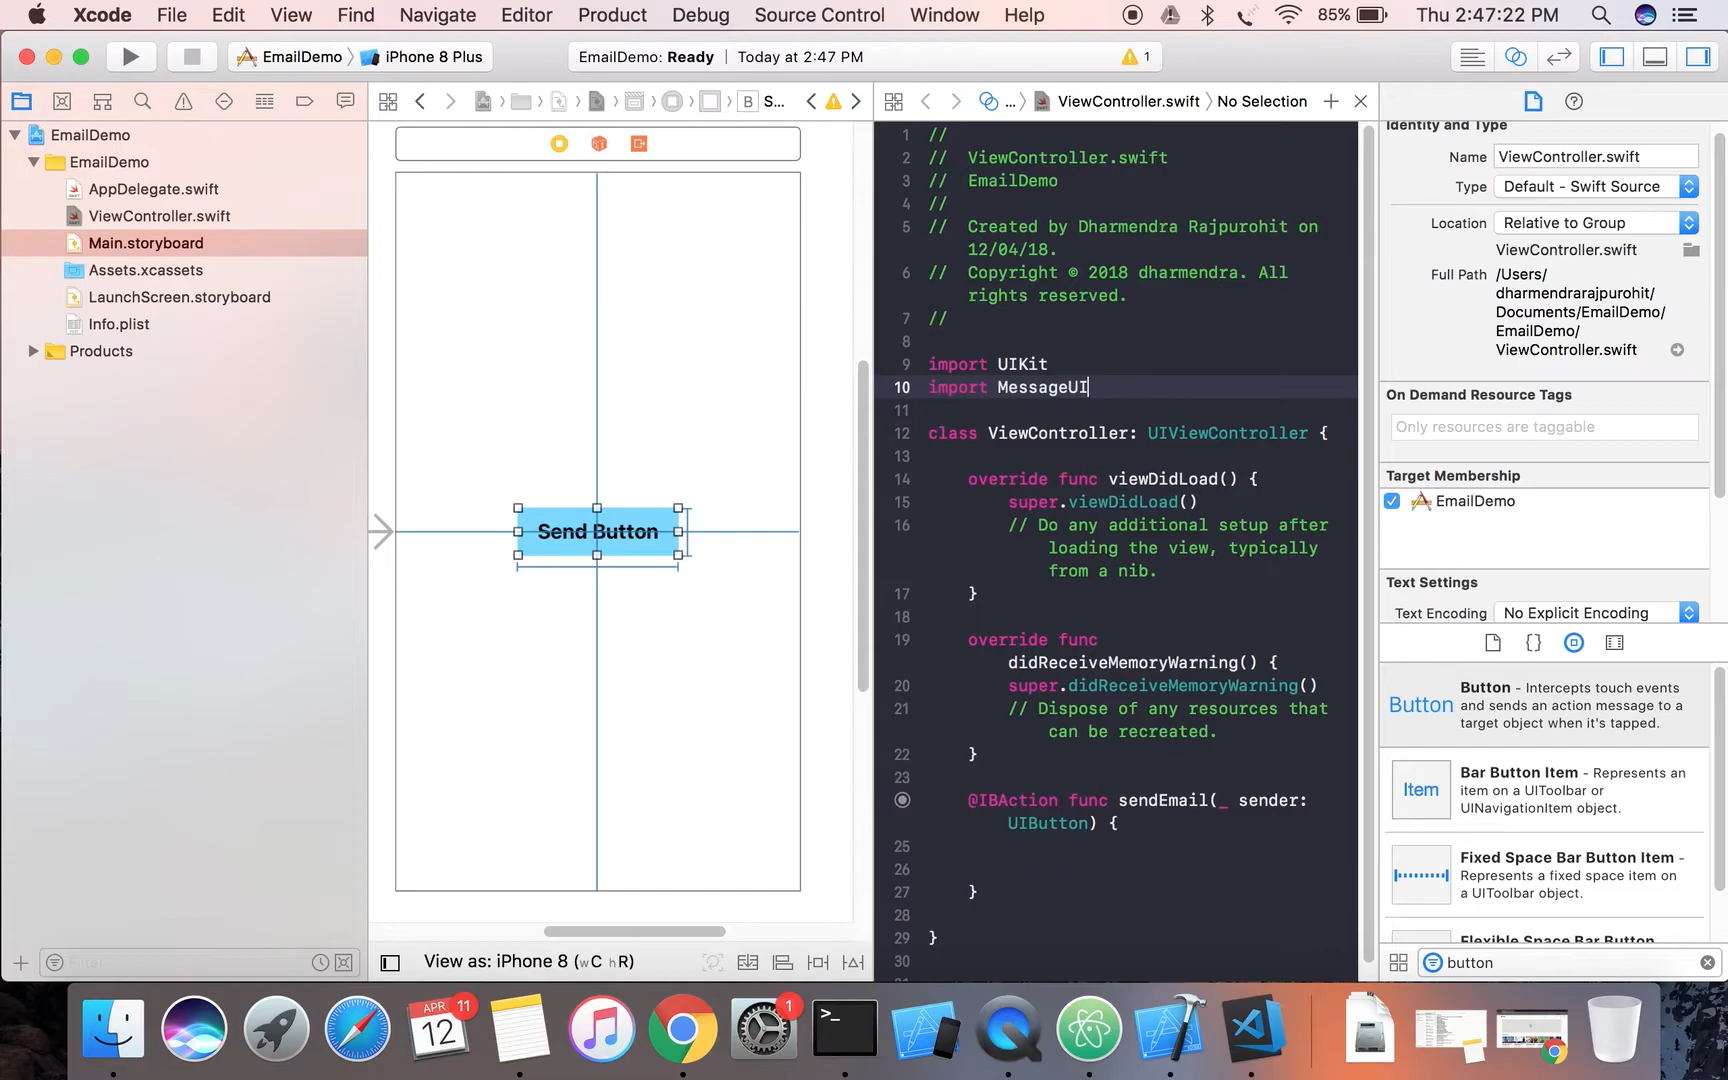 Xcode File Edit View Find Navigate Editor Product Debug Source Control Window Help 85% Thu 2:47:22 PM
EmailDemo iPhone 8 Plus EmailDemo: Ready | Today at 2:47 PM 1
B S... ... ViewController.swift No Selection
EmailDemo
EmailDemo
AppDelegate.swift
ViewController.swift
Main.storyboard
Assets.xcassets
LaunchScreen.storyboard
Info.plist
Products
Filter
Send Button
View as: iPhone 8 (wC hR)
1 //
2 // ViewController.swift
3 // EmailDemo
4 //
5 // Created by Dharmendra Rajpurohit on
12/04/18.
6 // Copyright © 2018 dharmendra. All
rights reserved.
7 //
8
9 import UIKit
10 import MessageUI
11
12 class ViewController: UIViewController {
13
14 override func viewDidLoad() {
15 super.viewDidLoad()
16 // Do any additional setup after
loading the view, typically
from a nib.
17 }
18
19 override func
didReceiveMemoryWarning() {
20 super.didReceiveMemoryWarning()
21 // Dispose of any resources that
can be recreated.
22 }
23
@IBAction func sendEmail(_ sender:
UIButton) {
25
26
27 }
28
29 }
30
Identity and Type
Name ViewController.swift
Type Default - Swift Source
Location Relative to Group
ViewController.swift
Full Path /Users/
dharmendrarajpurohit/
Documents/EmailDemo/
EmailDemo/
ViewController.swift
On Demand Resource Tags
Only resources are taggable
Target Membership
EmailDemo
Text Settings
Text Encoding No Explicit Encoding
{}
Button
Button - Intercepts touch events
and sends an action message to a
target object when it's tapped.
Item
Bar Button Item - Represents an
item on a UIToolbar or
UINavigationItem object.
Fixed Space Bar Button Item -
Represents a fixed space item on
a UIToolbar object.
Flexible Space Bar Button
button
APR 11
12
1
>_